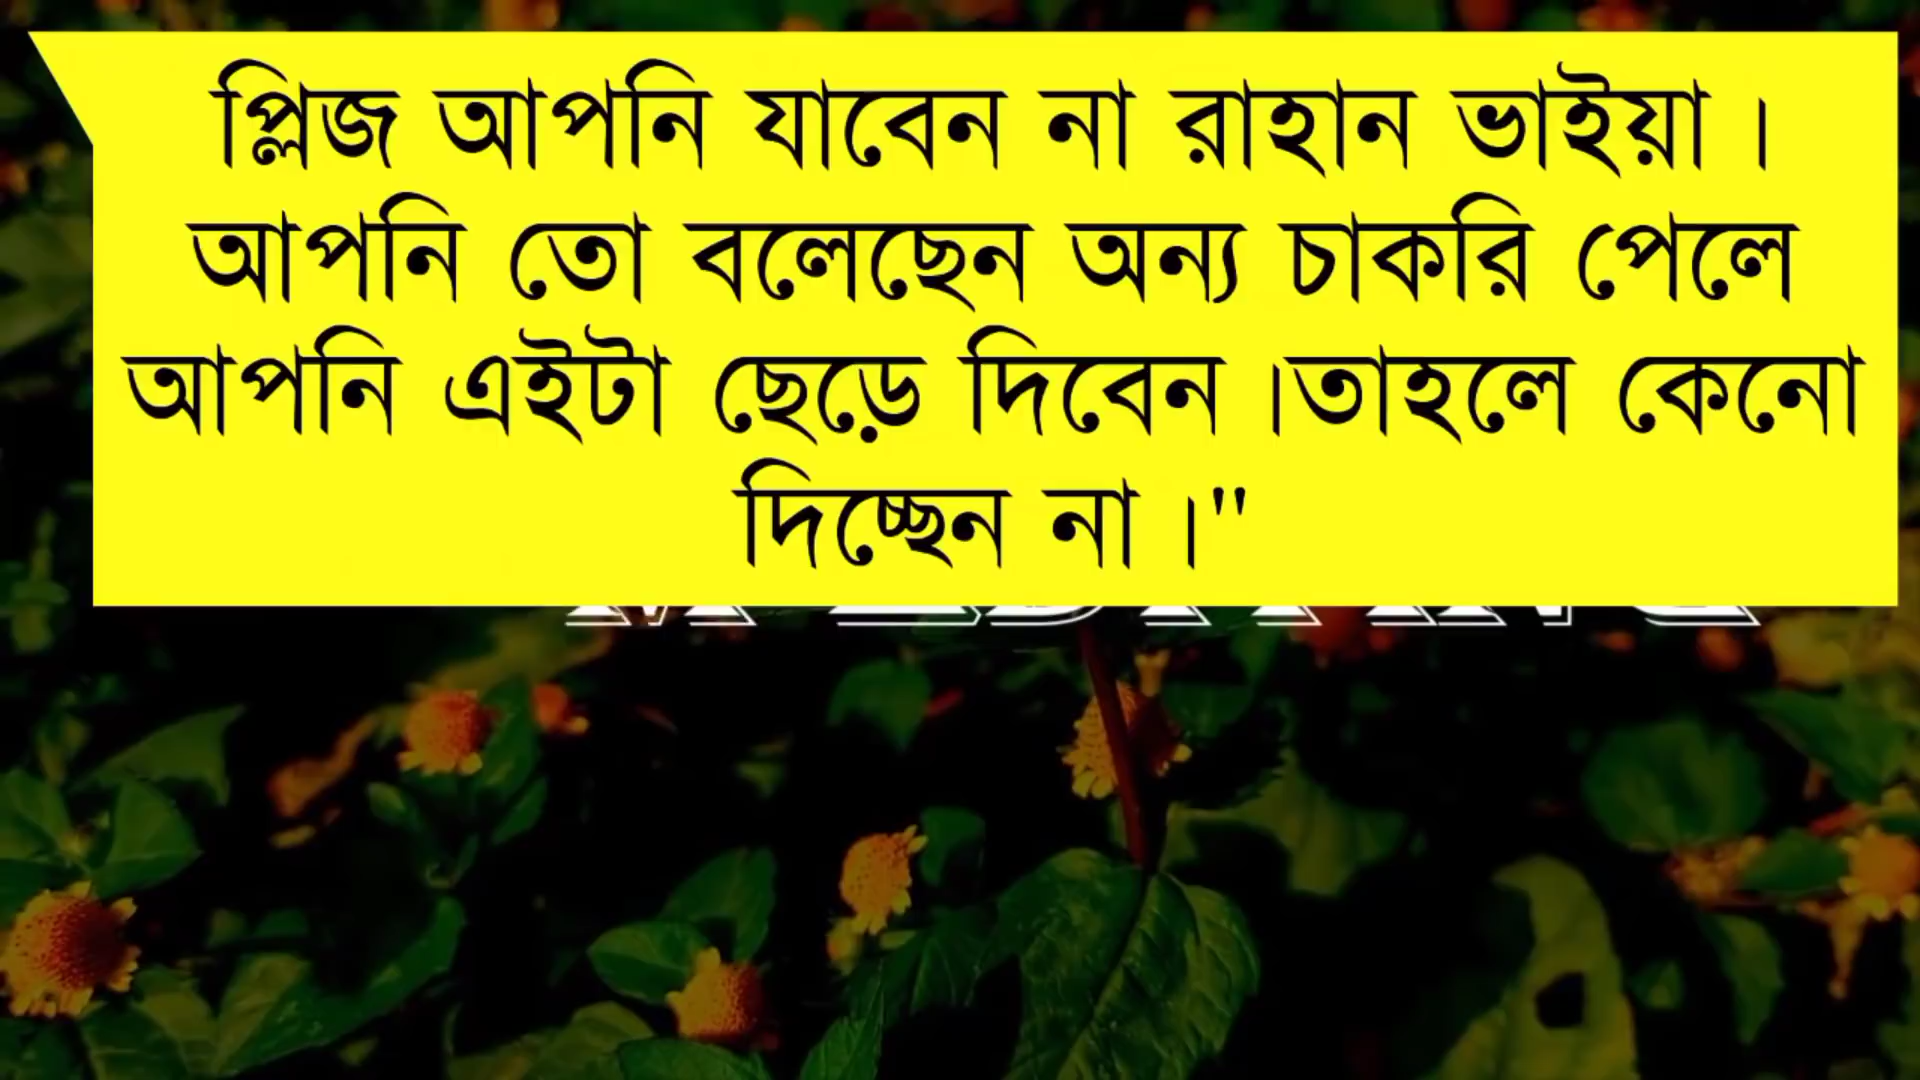 প্লিজ আপনি যাবেন না রাহান ভাইয়া।
আপনি তো বলেছেন অন্য চাকরি পেলে
আপনি এইটা ছেড়ে দিবেন।তাহলে কেনো
দিচ্ছেন না।"